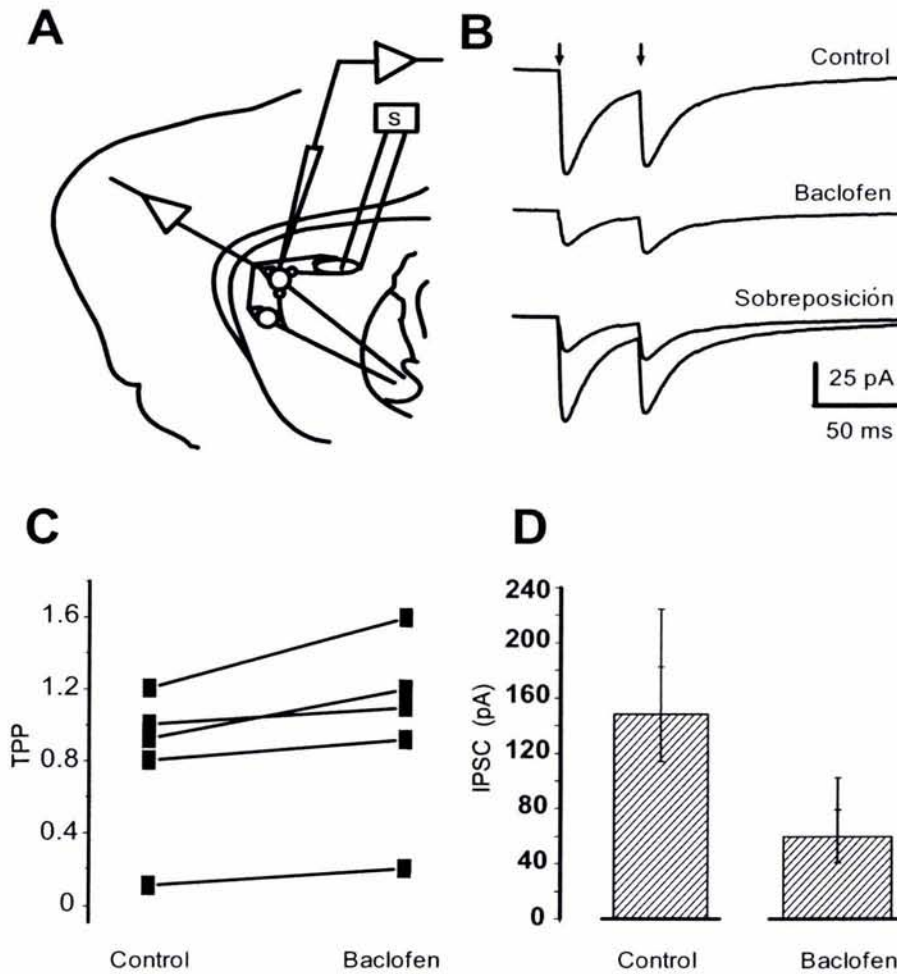 A
S
B
Control
Baclofen
Sobreposición
25 pA
50 ms
C
TPP
1.6
1.2
0.8
0.4
0
Control
Baclofen
D
IPSC (pA)
240
200
160
120
80
40
0
Control
Baclofen